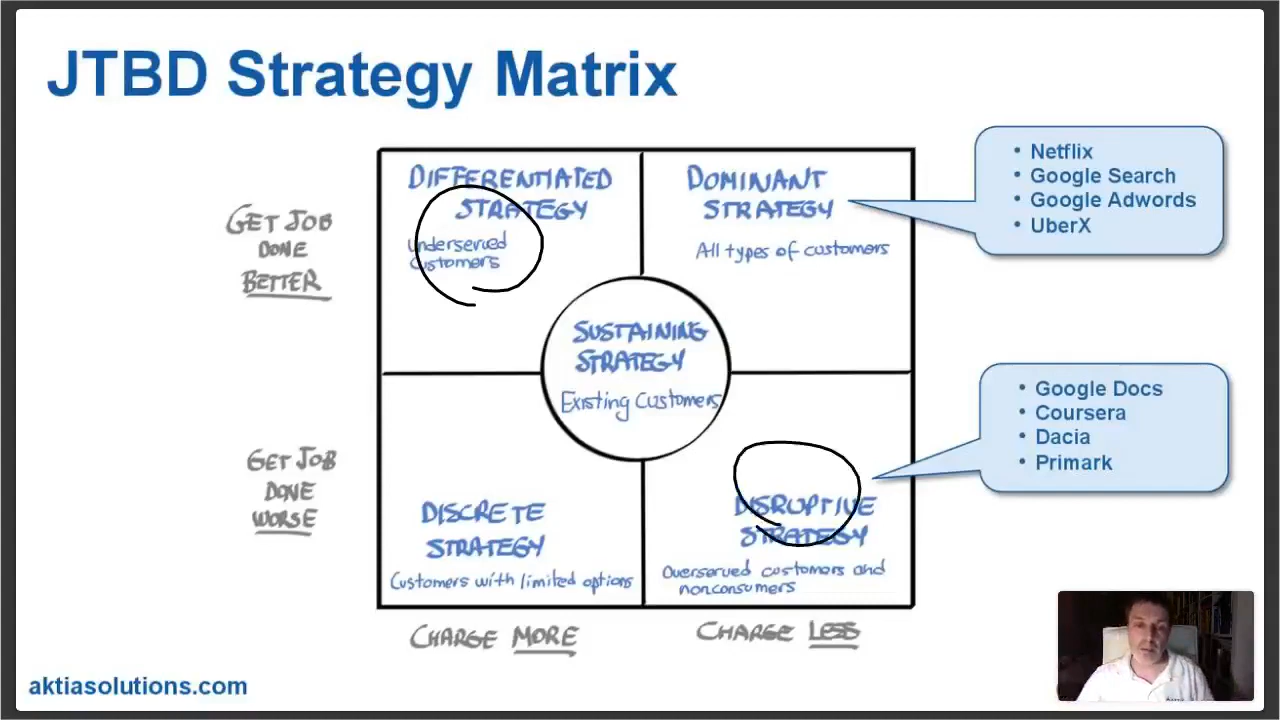 JTBD Strategy Matrix
GET JOB
DONE
BETTER
DIFFERENTIATED
STRATEGY
Underserved
Customers
DOMINANT
STRATEGY
All types of customers
• Netflix
• Google Search
• Google Adwords
• UberX
SUSTAINING
STRATEGY
Existing Customers
GET JOB
DONE
WORSE
DISCRETE
STRATEGY
Customers with limited options
DISRUPTIVE
STRATEGY
Overserved customers and
nonconsumers
• Google Docs
• Coursera
• Dacia
• Primark
CHARGE MORE
CHARGE LESS
aktiasolutions.com